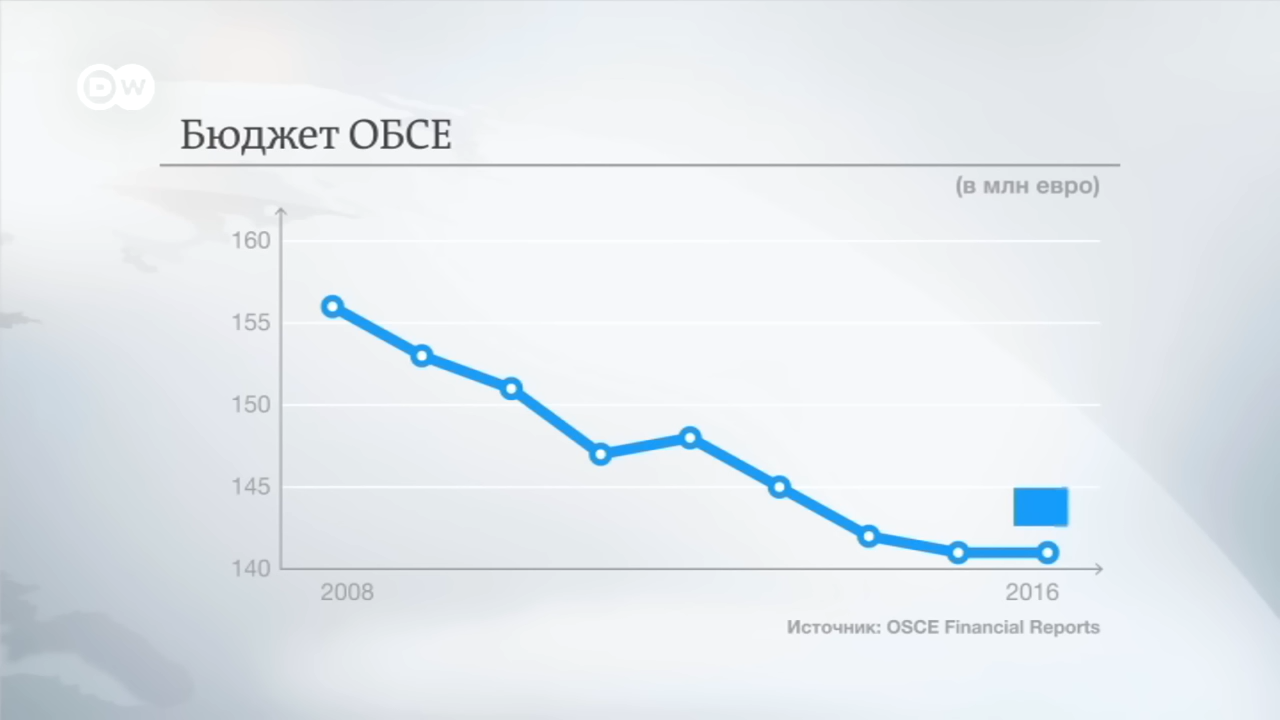 DW
Бюджет ОБСЕ
(в млн евро)
160
155
150
145
140
2008
2016
Источник: OSCE Financial Reports